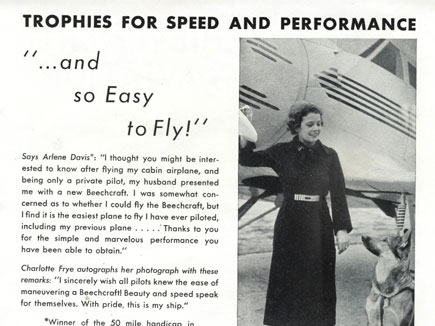 TROPHIES FOR SPEED AND PERFORMANCE
"...and
so Easy
to Fly!"
Says Arlene Davis*: "I thought you might be inter-
ested to know after flying my cabin airplane, and
being only a private pilot, my husband presented
me with a new Beechcraft. I was somewhat con-
cerned as to whether I could fly the Beechcraft, but
I find it is the easiest plane to fly I have ever piloted,
including my previous plane ..... Thanks to you
for the simple and marvelous performance you
have been able to obtain."
Charlotte Frye autographs her photograph with these
remarks: "I sincerely wish all pilots knew the ease of
maneuvering a Beechcraft! Beauty and speed speak
for themselves. With pride, this is my ship."
*Winner of the 50 mile handicap in